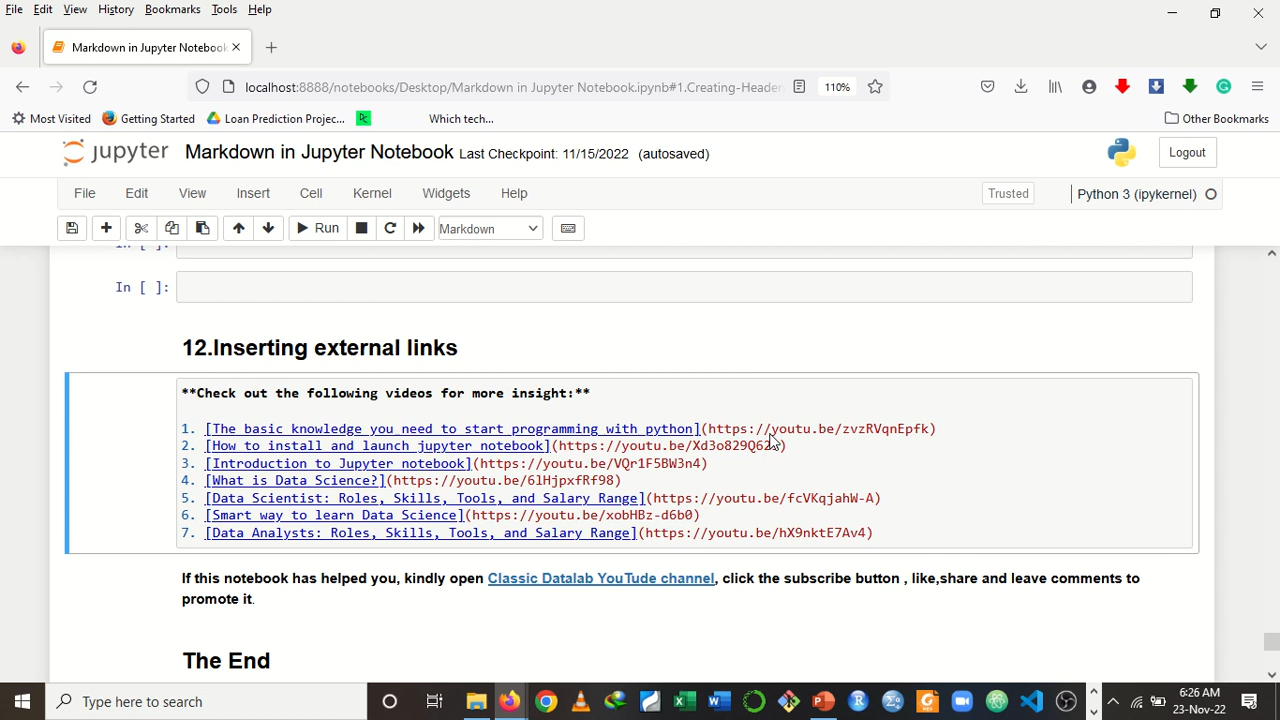 File Edit View History Bookmarks Tools Help
Markdown in Jupyter Notebook
localhost:8888/notebooks/Desktop/Markdown in Jupyter Notebook.ipynb#1.Creating-Header
110%
Most Visited Getting Started Loan Prediction Projec... Which tech... Other Bookmarks
jupyter Markdown in Jupyter Notebook Last Checkpoint: 11/15/2022 (autosaved) Logout
File Edit View Insert Cell Kernel Widgets Help Trusted Python 3 (ipykernel)
Run Markdown
In [ ]:
In [ ]:
12.Inserting external links
**Check out the following videos for more insight:**
1. [The basic knowledge you need to start programming with python](https://youtu.be/zvzRVqnEpfk)
2. [How to install and launch jupyter notebook](https://youtu.be/Xd3o829Q62
3. [Introduction to Jupyter notebook](https://youtu.be/VQr1F5BW3n4)
4. [What is Data Science?](https://youtu.be/6lHjpxfRf98)
5. [Data Scientist: Roles, Skills, Tools, and Salary Range](https://youtu.be/fcVKqjahW-A)
6. [Smart way to learn Data Science](https://youtu.be/xobHBz-d6b0)
7. [Data Analysts: Roles, Skills, Tools, and Salary Range](https://youtu.be/hX9nktE7Av4)
If this notebook has helped you, kindly open Classic Datalab YouTude channel, click the subscribe button , like,share and leave comments to
promote it.
The End
Type here to search
6:26 AM
23-Nov-22